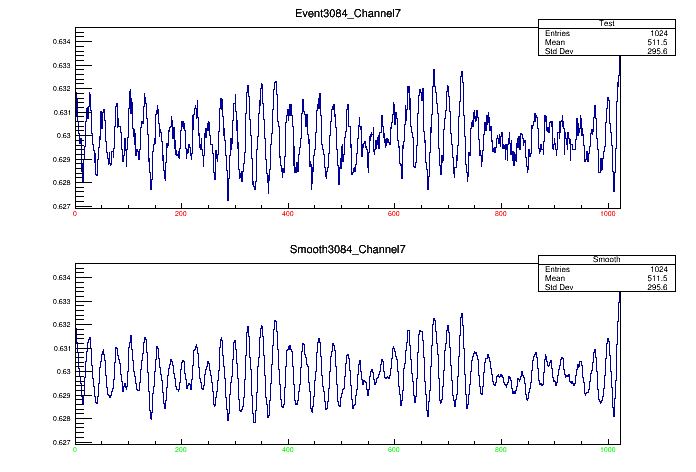 Event3084_Channel7
Test
Entries 1024
Mean 511.5
Std Dev 295.6
0.634
0.633
0.632
0.631
0.63
0.629
0.628
0.627
0 200 400 600 800 1000
Smooth3084_Channel7
Smooth
Entries 1024
Mean 511.5
Std Dev 295.6
0.634
0.633
0.632
0.631
0.63
0.629
0.628
0.627
0 200 400 600 800 1000